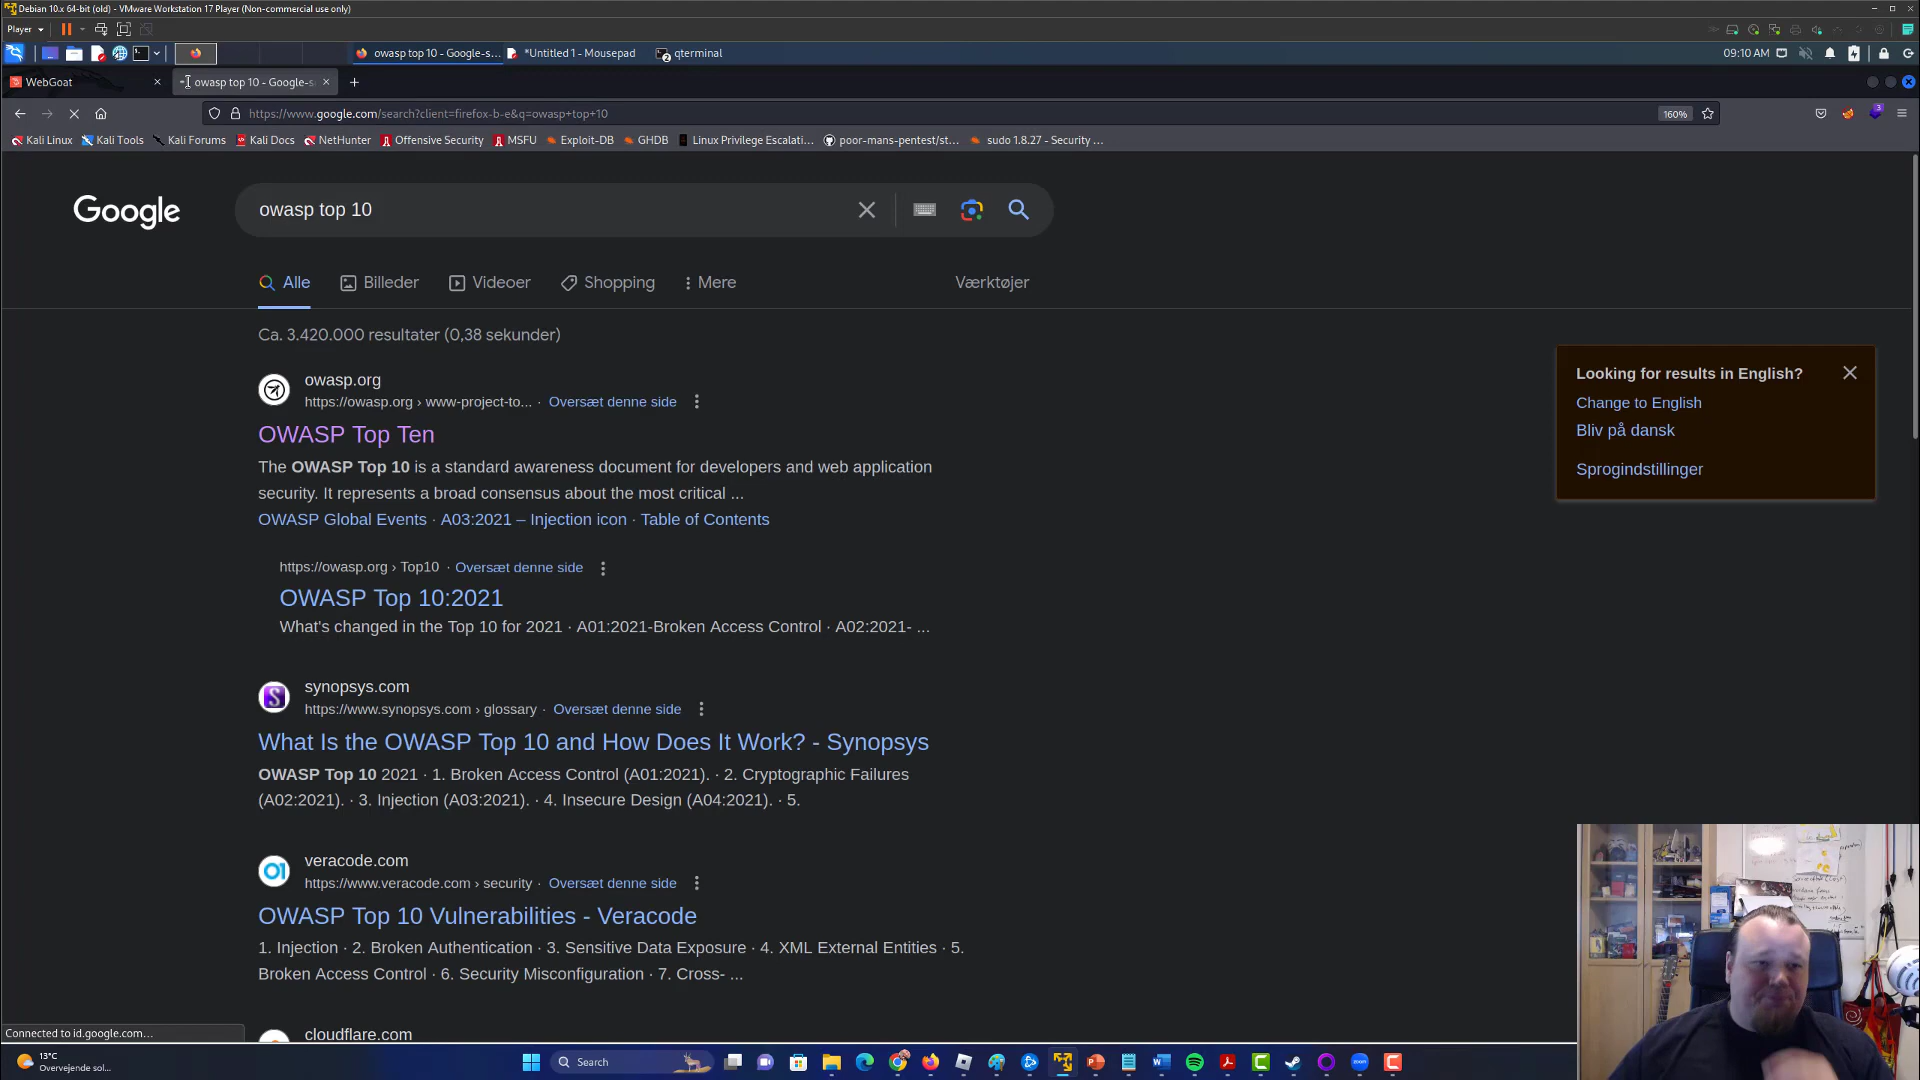 Debian 10.x 64-bit (old) - VMware Workstation 17 Player (Non-commercial use only)
Player
owasp top 10 - Google-s...
*Untitled 1 - Mousepad
qterminal
09:10 AM
WebGoat
owasp top 10 - Google-s
https://www.google.com/search?client=firefox-b-e&q=owasp+top+10
160%
Kali Linux
Kali Tools
Kali Forums
Kali Docs
NetHunter
Offensive Security
MSFU
Exploit-DB
GHDB
Linux Privilege Escalati...
poor-mans-pentest/st...
sudo 1.8.27 - Security ...
Google
owasp top 10
Alle
Billeder
Videoer
Shopping
Mere
Værktøjer
Ca. 3.420.000 resultater (0,38 sekunder)
owasp.org
https://owasp.org › www-project-to... · Oversæt denne side
OWASP Top Ten
The OWASP Top 10 is a standard awareness document for developers and web application
security. It represents a broad consensus about the most critical ...
OWASP Global Events · A03:2021 – Injection icon · Table of Contents
https://owasp.org › Top10 · Oversæt denne side
OWASP Top 10:2021
What's changed in the Top 10 for 2021 · A01:2021-Broken Access Control · A02:2021- ...
synopsys.com
https://www.synopsys.com › glossary · Oversæt denne side
What Is the OWASP Top 10 and How Does It Work? - Synopsys
OWASP Top 10 2021 · 1. Broken Access Control (A01:2021). · 2. Cryptographic Failures
(A02:2021). · 3. Injection (A03:2021). · 4. Insecure Design (A04:2021). · 5.
veracode.com
https://www.veracode.com › security · Oversæt denne side
OWASP Top 10 Vulnerabilities - Veracode
1. Injection · 2. Broken Authentication · 3. Sensitive Data Exposure · 4. XML External Entities · 5.
Broken Access Control · 6. Security Misconfiguration · 7. Cross- ...
cloudflare.com
Looking for results in English?
Change to English
Bliv på dansk
Sprogindstillinger
Connected to id.google.com...
13°C
Overvejende sol...
Search